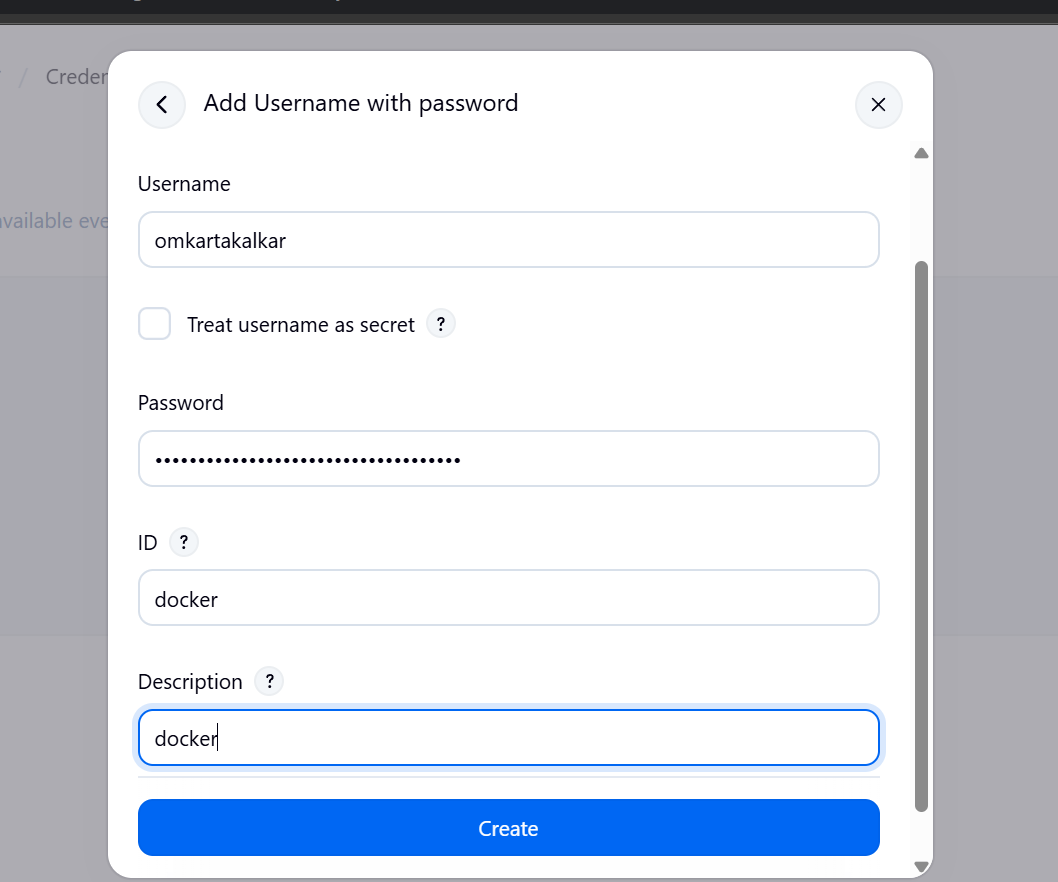 / Creden
Add Username with password
Username
available eve
omkartakalkar
Treat username as secret ?
Password
••••••••••••••••••••••••••••••••••••
ID ?
docker
Description ?
docker
Create